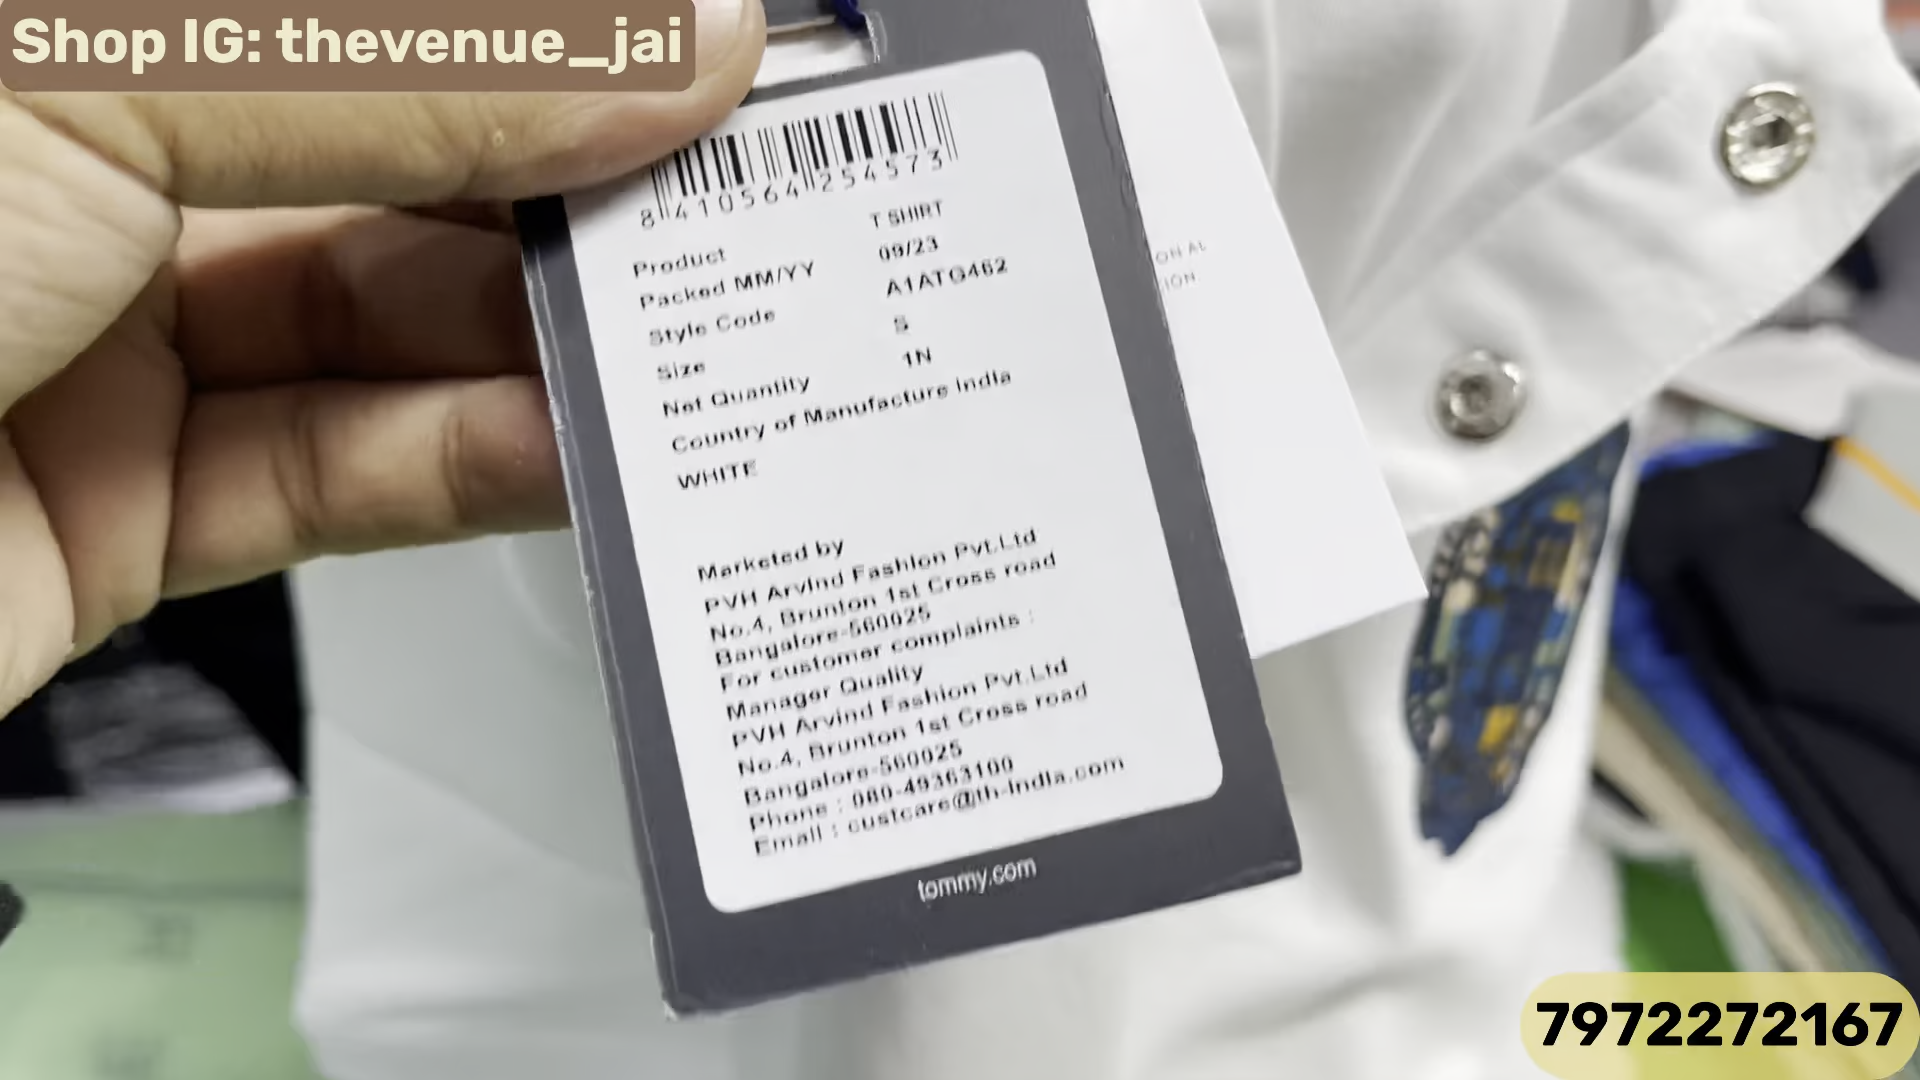 Shop IG: thevenue_jai
8 410564 254573
Product T SHIRT
Packed MM/YY 09/23
Style Code A1ATG462
Size S
Net Quantity 1N
Country of Manufacture India
WHITE
Marketed by
PVH Arvind Fashion Pvt.Ltd
No.4, Brunton 1st Cross road
Bangalore-560025
For customer complaints :
Manager Quality
PVH Arvind Fashion Pvt.Ltd
No.4, Brunton 1st Cross road
Bangalore-560025
Phone : 080-49363100
Email : custcare@th-india.com
tommy.com
7972272167